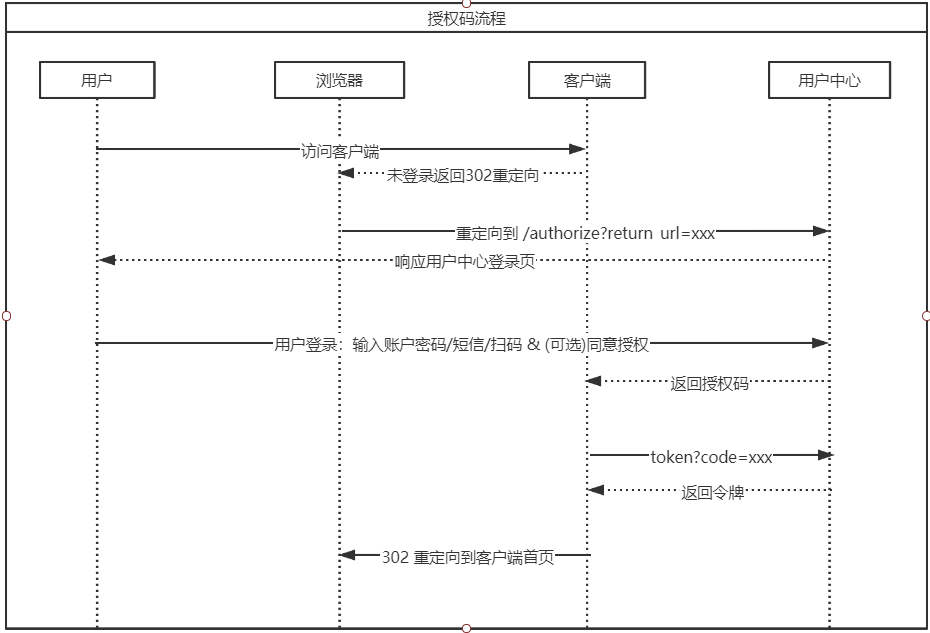 授权码流程
用户
浏览器
客户端
用户中心
访问客户端
未登录返回302重定向
重定向到 /authorize?return_url=xxx
响应用户中心登录页
用户登录：输入账户密码/短信/扫码 & (可选)同意授权
返回授权码
token?code=xxx
返回令牌
302 重定向到客户端首页